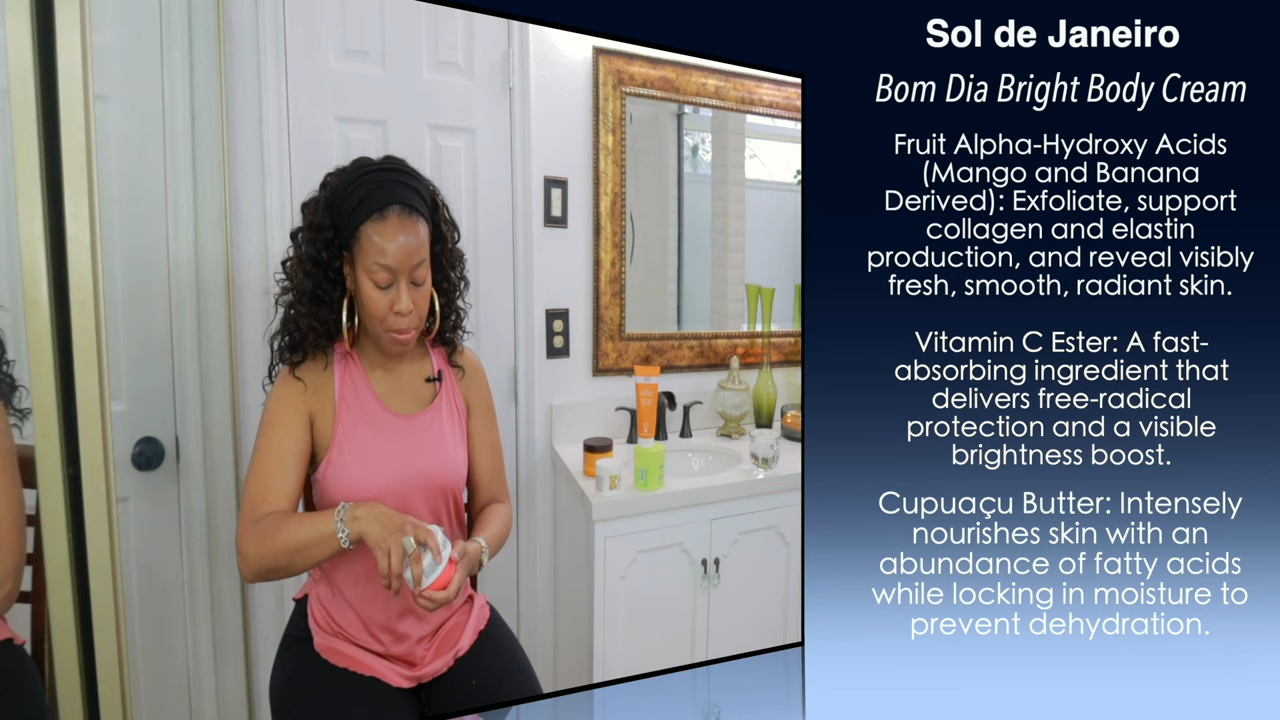 Sol de Janeiro
Bom Dia Bright Body Cream
Fruit Alpha-Hydroxy Acids
(Mango and Banana
Derived): Exfoliate, support
collagen and elastin
production, and reveal visibly
fresh, smooth, radiant skin.
Vitamin C Ester: A fast-
absorbing ingredient that
delivers free-radical
protection and a visible
brightness boost.
Cupuaçu Butter: Intensely
nourishes skin with an
abundance of fatty acids
while locking in moisture to
prevent dehydration.